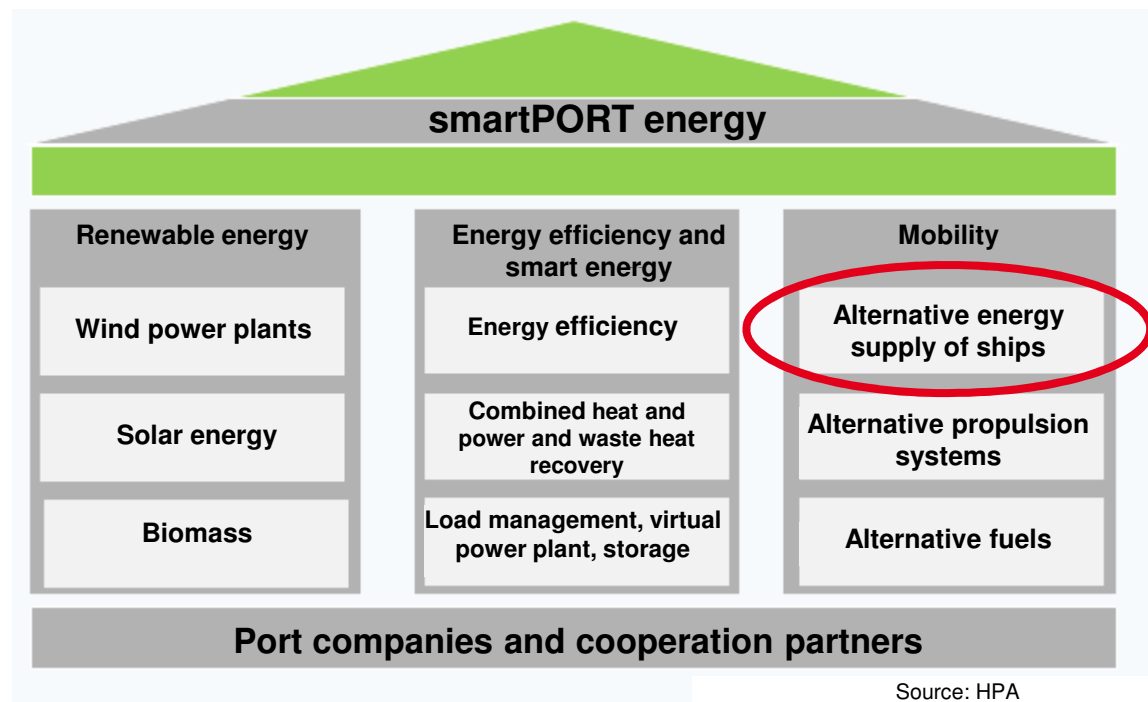 smartPORT energy
Renewable energy
Wind power plants
Solar energy
Biomass
Energy efficiency and
smart energy
Energy efficiency
Combined heat and
power and waste heat
recovery
Load management, virtual
power plant, storage
Mobility
Alternative energy
supply of ships
Alternative propulsion
systems
Alternative fuels
Port companies and cooperation partners
Source: HPA